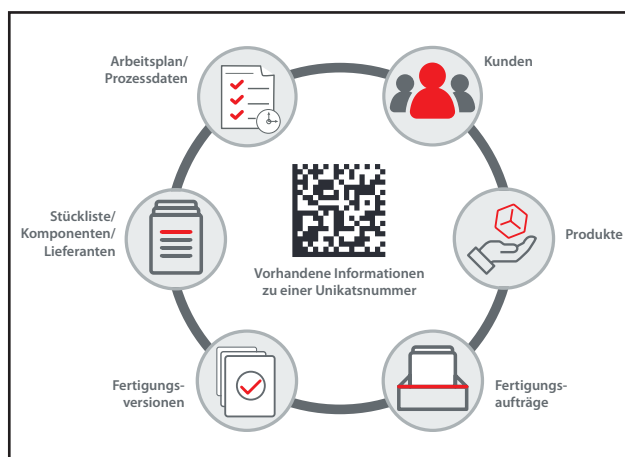 Arbeitsplan/
Prozessdaten
Kunden
Stückliste/
Komponenten/
Lieferanten
Vorhandene Informationen
zu einer Unikatsnummer
Produkte
Fertigungs-
versionen
Fertigungs-
aufträge